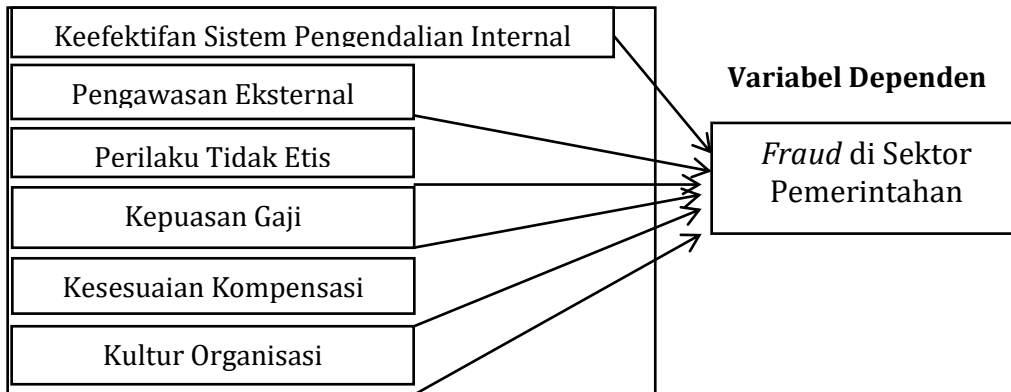 Keefektifan Sistem Pengendalian Internal
Pengawasan Eksternal
Perilaku Tidak Etis
Kepuasan Gaji
Kesesuaian Kompensasi
Kultur Organisasi
Variabel Dependen
Fraud di Sektor
Pemerintahan